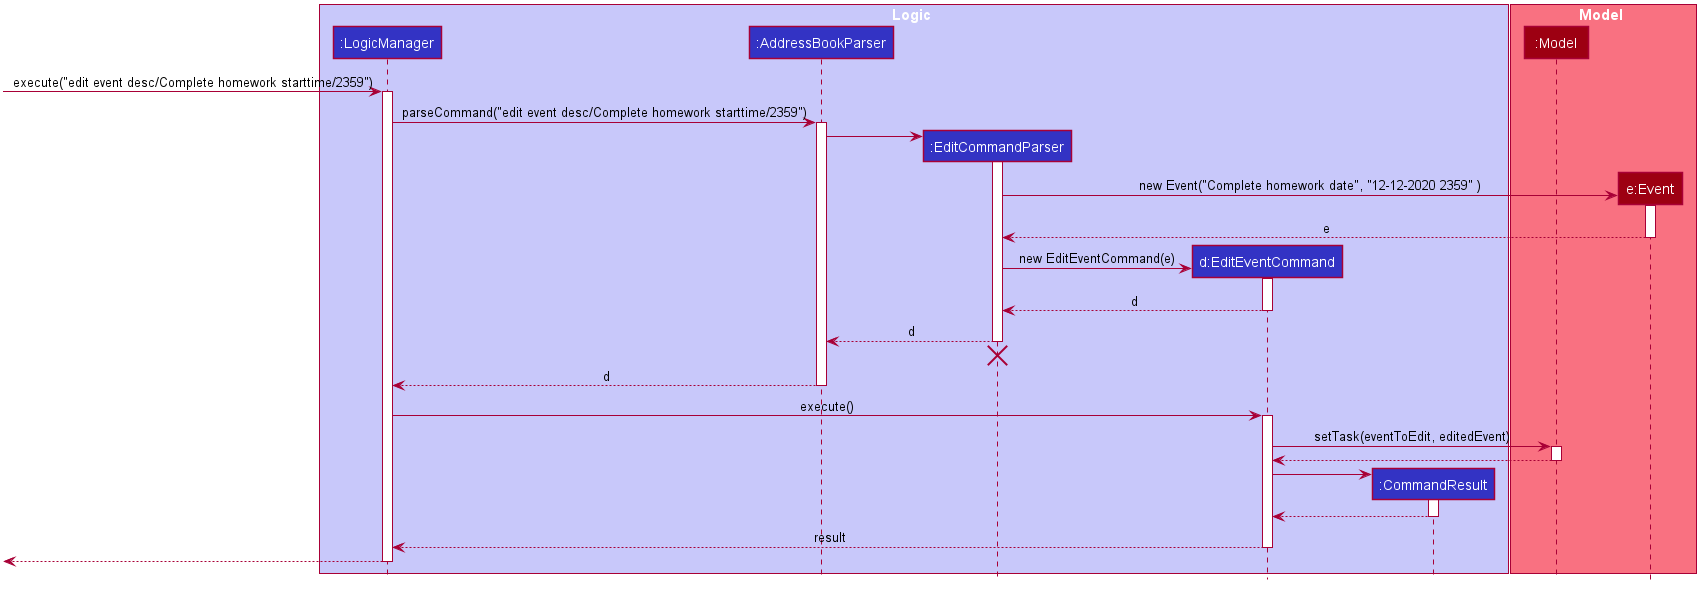 Logic
Model
:LogicManager
:AddressBookParser
:Model
execute("edit event desc/Complete homework starttime/2359")
parseCommand("edit event desc/Complete homework starttime/2359")
:EditCommandParser
new Event("Complete homework date", "12-12-2020 2359" )
e:Event
e
new EditEventCommand(e)
d:EditEventCommand
d
d
d
execute()
setTask(eventToEdit, editedEvent)
:CommandResult
result